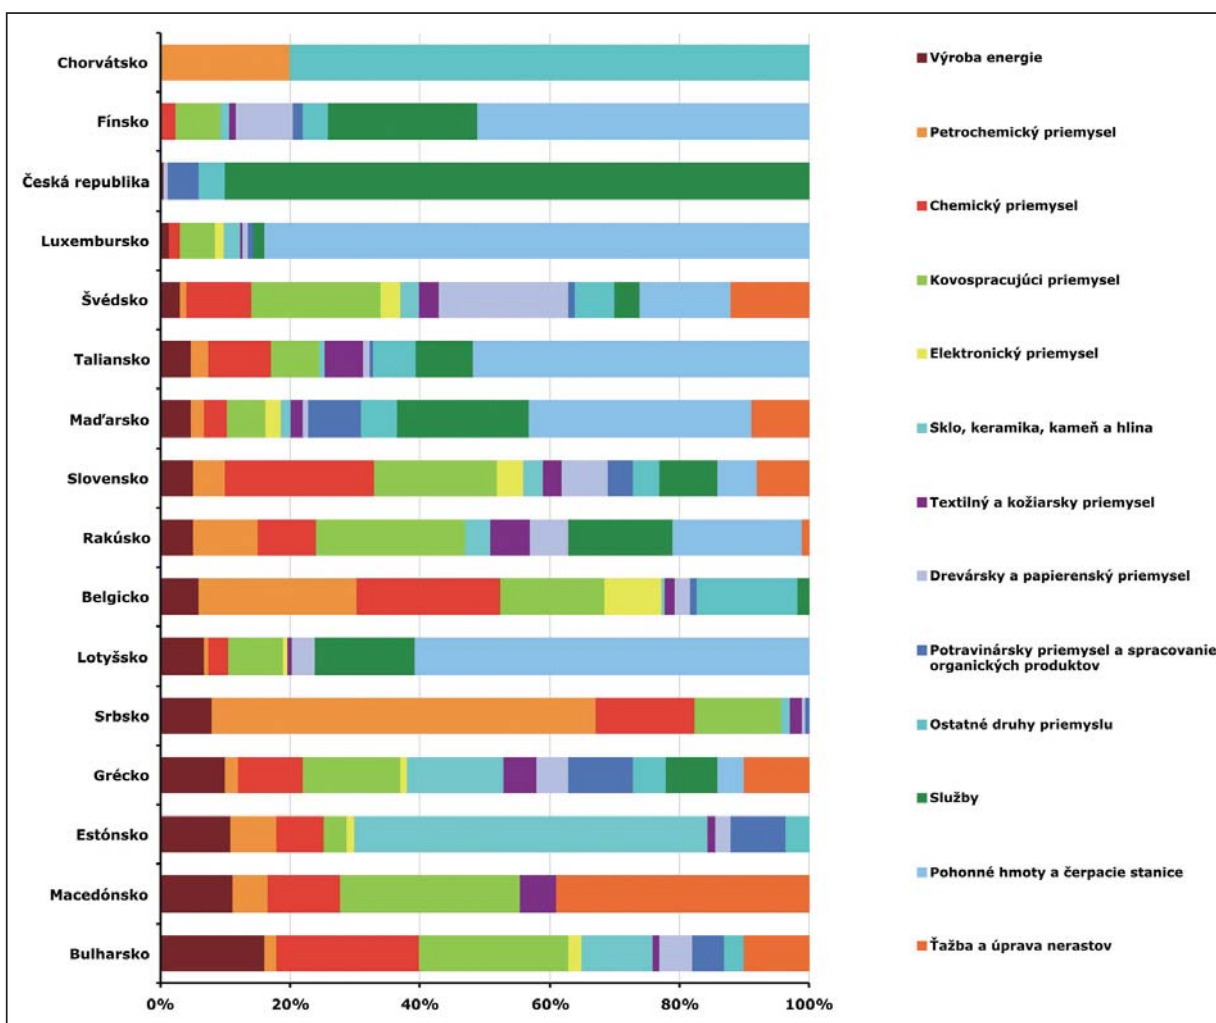 Chorvátsko
Fínsko
Česká republika
Luxembursko
Švédsko
Taliansko
Maďarsko
Slovensko
Rakúsko
Belgicko
Lotyšsko
Srbsko
Grécko
Estónsko
Macedónsko
Bulharsko
0%
20%
40%
60%
80%
100%
Výroba energie
Petrochemický priemysel
Chemický priemysel
Kovospracujúci priemysel
Elektronický priemysel
Sklo, keramika, kameň a hlina
Textilný a kožiarsky priemysel
Drevársky a papierenský priemysel
Potravinársky priemysel a spracovanie
organických produktov
Ostatné druhy priemyslu
Služby
Pohonné hmoty a čerpacie stanice
Ťažba a úprava nerastov